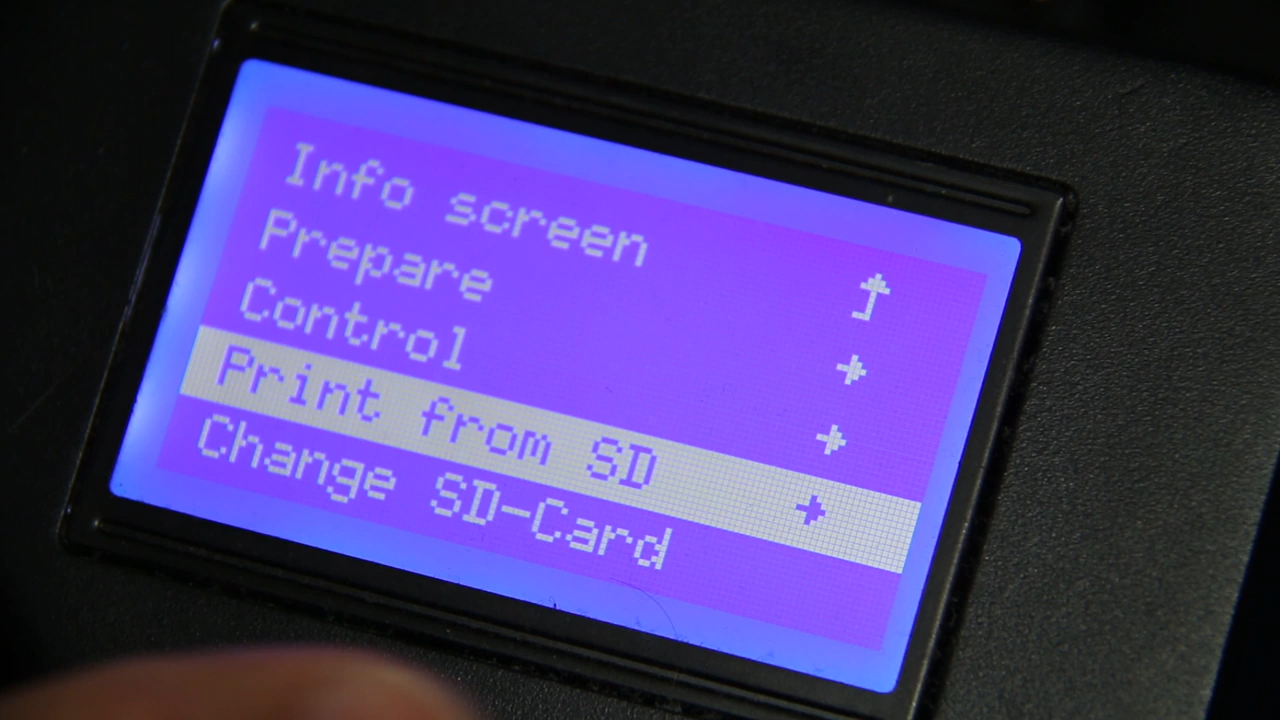 Info screen ↑
Prepare →
Control →
Print from SD →
Change SD-Card